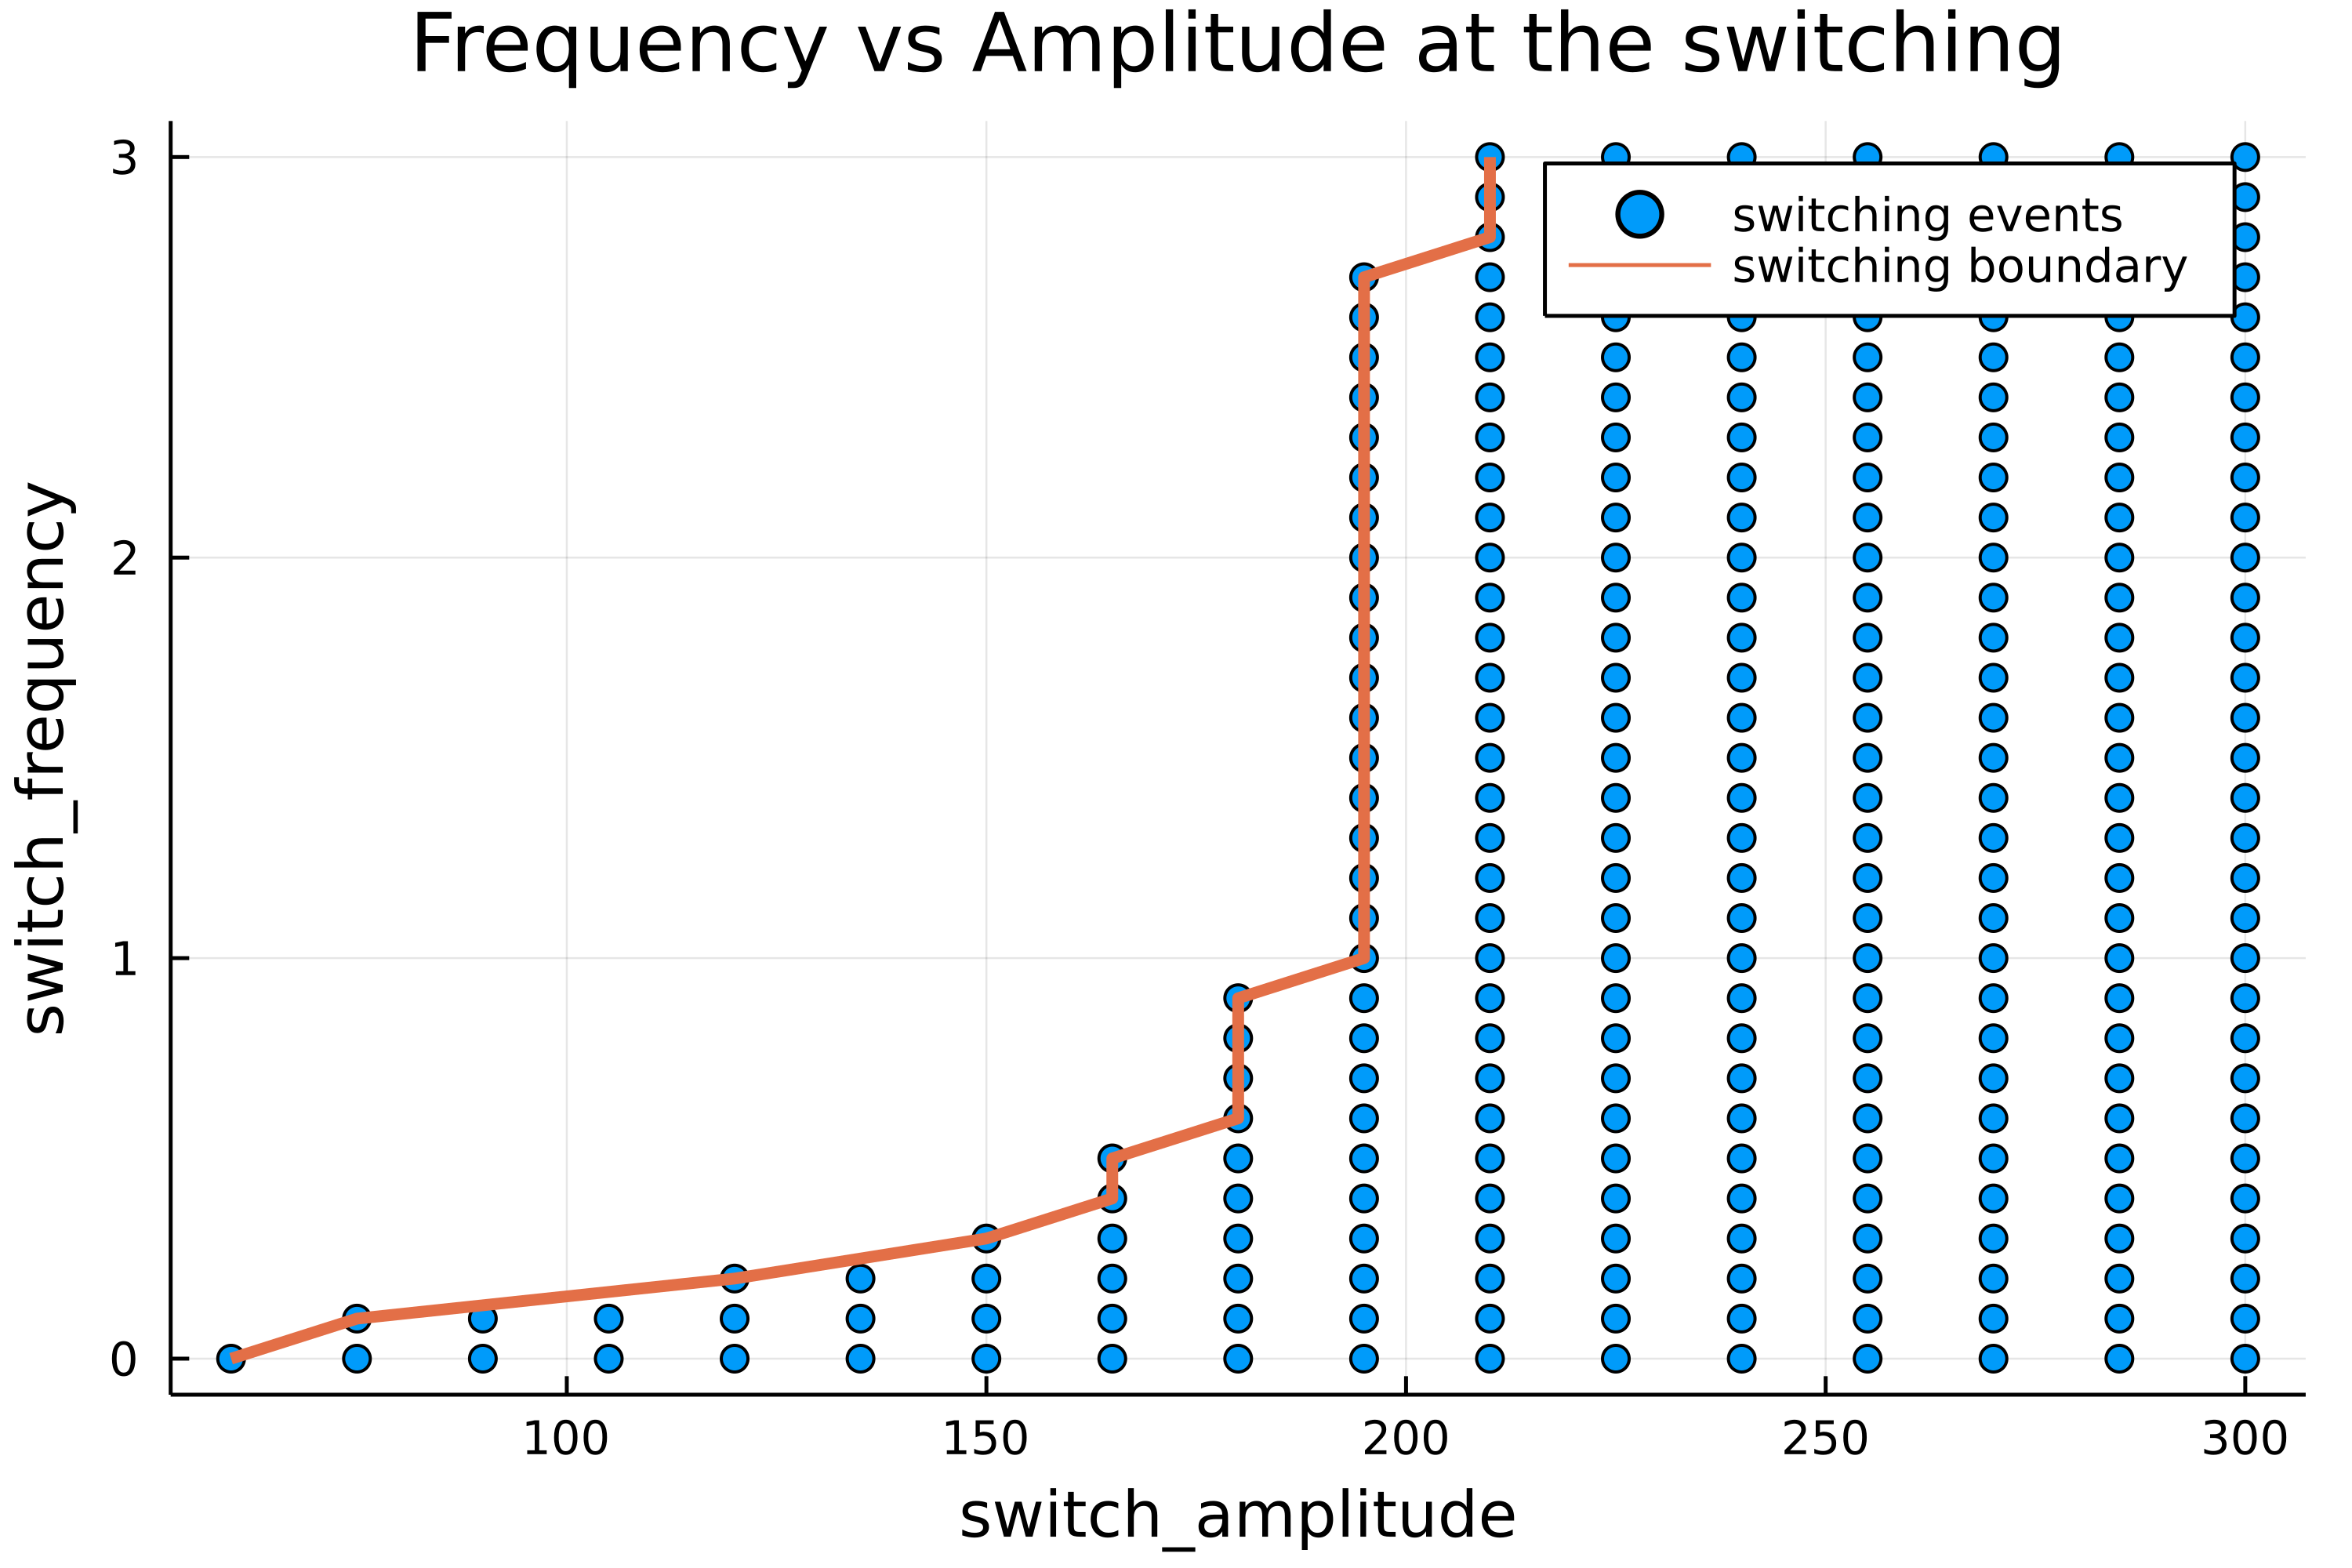 Frequency vs Amplitude at the switching
switching events
switching boundary
switch_frequency
3
2
1
0
100 150 200 250 300
switch_amplitude